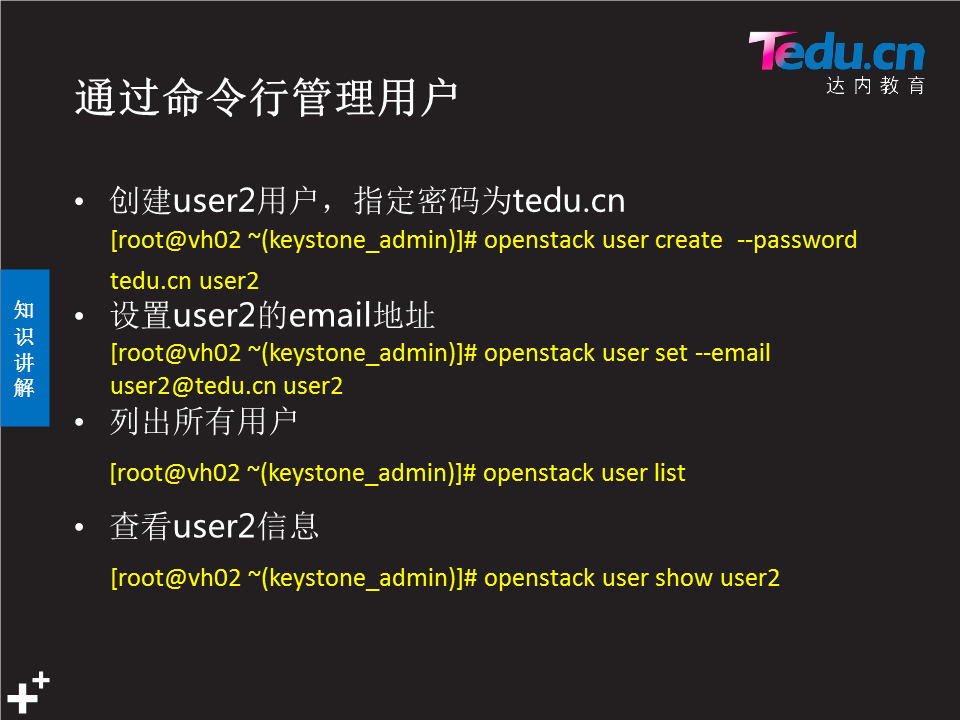 Tedu.cn
达内教育
通过命令行管理用户
• 创建user2用户，指定密码为tedu.cn
[root@vh02 ~(keystone_admin)]# openstack user create  --password
tedu.cn user2
• 设置user2的email地址
[root@vh02 ~(keystone_admin)]# openstack user set --email
user2@tedu.cn user2
• 列出所有用户
[root@vh02 ~(keystone_admin)]# openstack user list
• 查看user2信息
[root@vh02 ~(keystone_admin)]# openstack user show user2
知
识
讲
解